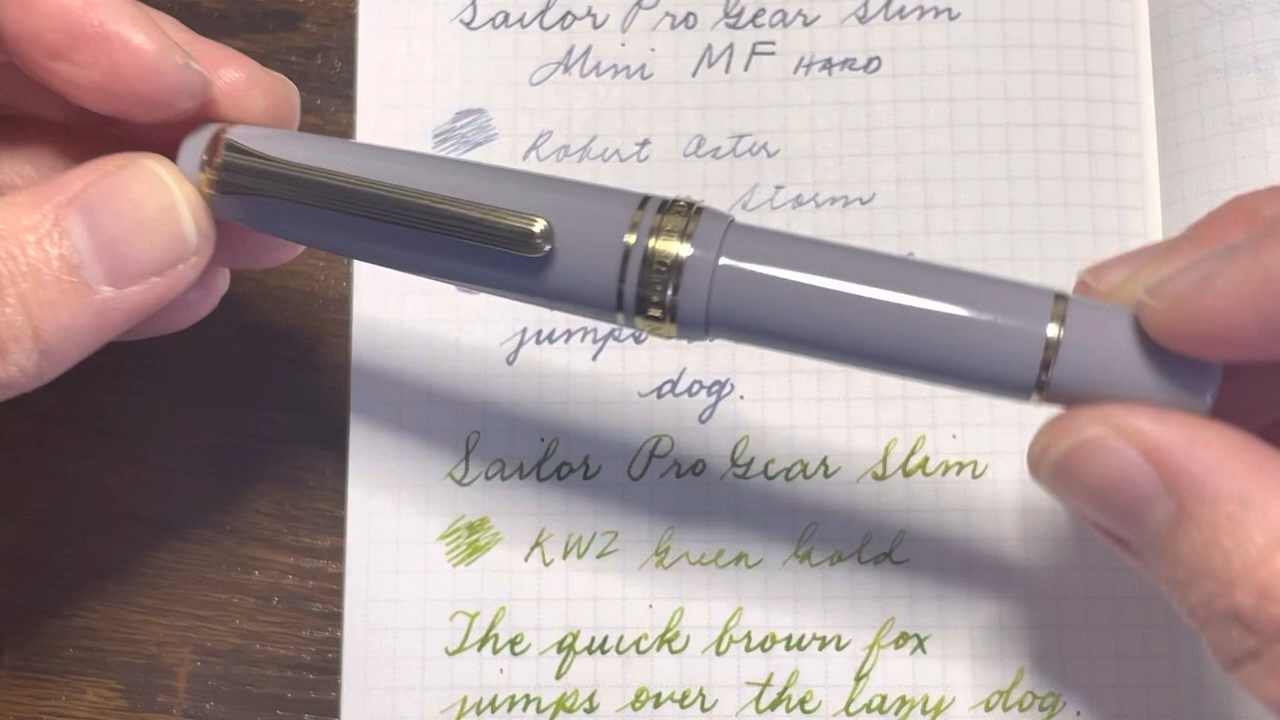 Sailor Pro Gear Slim
Mini MF HARD
Robert Oster
Storm
jumps
dog.
Sailor Pro Gear Slim
KWZ Green Gold
The quick brown fox
jumps over the lazy dog.